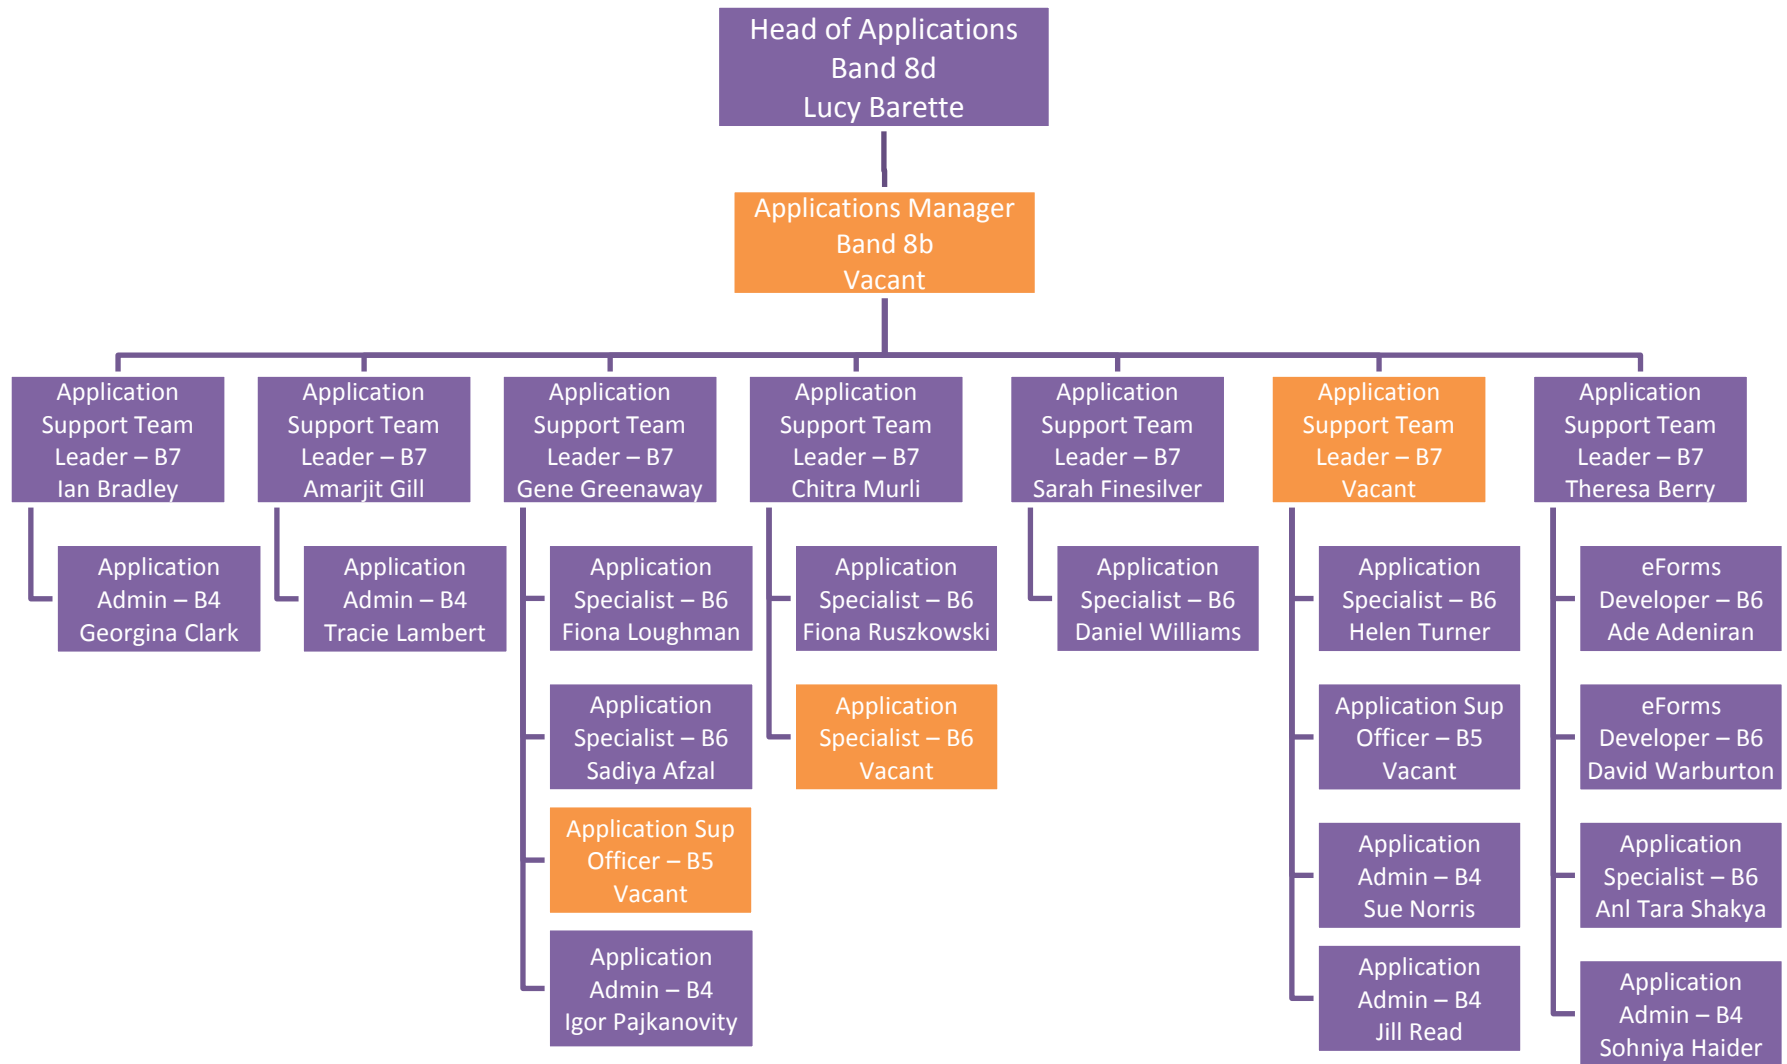 Head of Applications
Band 8d
Lucy Barette
Applications Manager
Band 8b
Vacant
Application
Support Team
Leader – B7
Ian Bradley
Application
Support Team
Leader – B7
Amarjit Gill
Application
Support Team
Leader – B7
Gene Greenaway
Application
Support Team
Leader – B7
Chitra Murli
Application
Support Team
Leader – B7
Sarah Finesilver
Application
Support Team
Leader – B7
Vacant
Application
Support Team
Leader – B7
Theresa Berry
Application
Admin – B4
Georgina Clark
Application
Admin – B4
Tracie Lambert
Application
Specialist – B6
Fiona Loughman
Application
Specialist – B6
Sadiya Afzal
Application Sup
Officer – B5
Vacant
Application
Admin – B4
Igor Pajkanovity
Application
Specialist – B6
Fiona Ruszkowski
Application
Specialist – B6
Vacant
Application
Specialist – B6
Daniel Williams
Application
Specialist – B6
Helen Turner
Application Sup
Officer – B5
Vacant
Application
Admin – B4
Sue Norris
Application
Admin – B4
Jill Read
eForms
Developer – B6
Ade Adeniran
eForms
Developer – B6
David Warburton
Application
Specialist – B6
Anl Tara Shakya
Application
Admin – B4
Sohniya Haider